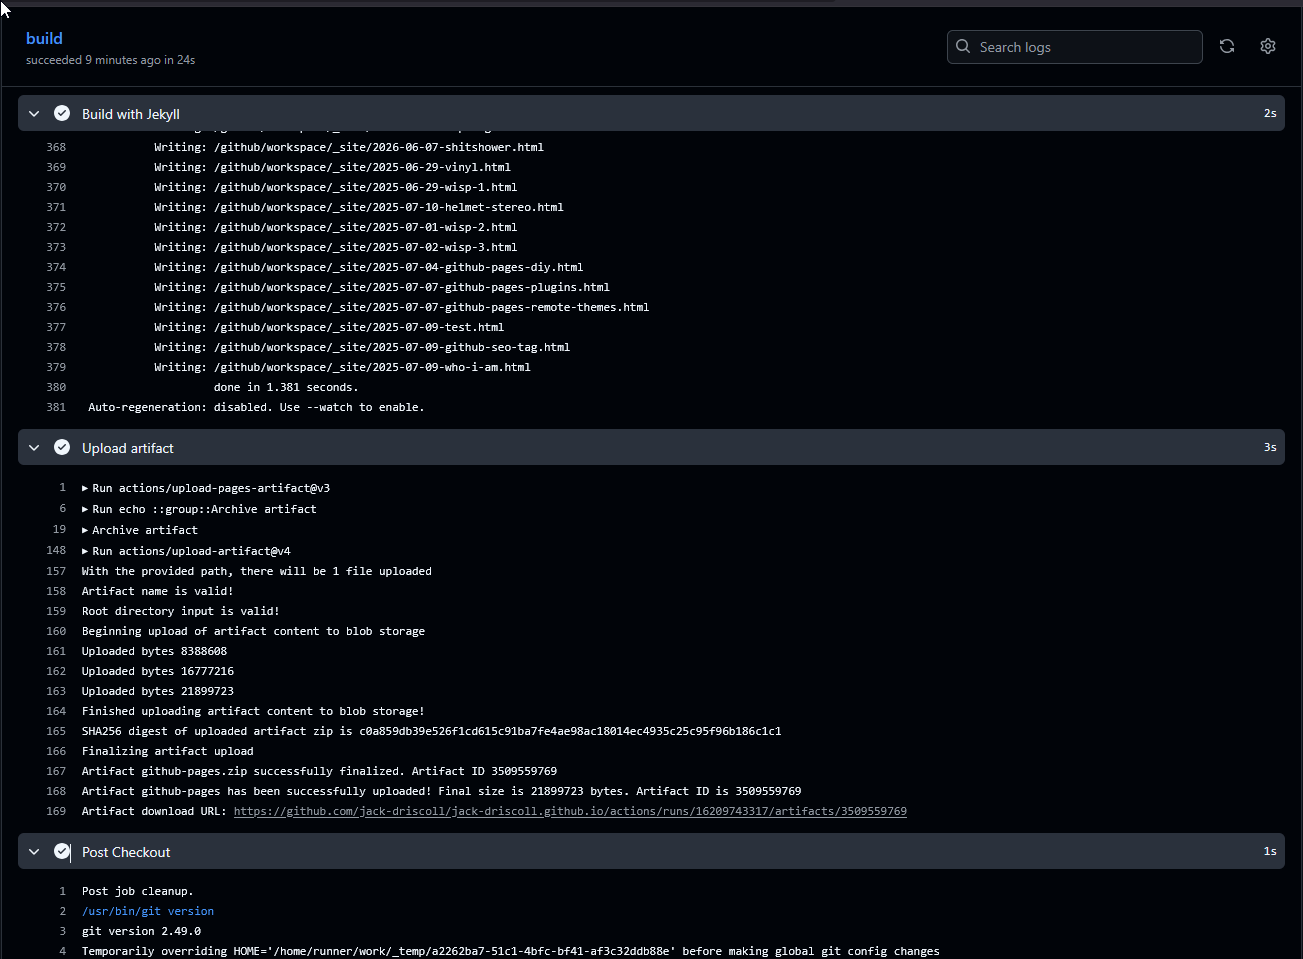 build
succeeded 9 minutes ago in 24s
Search logs
Build with Jekyll 2s
368 Writing: /github/workspace/_site/2026-06-07-shitshower.html
369 Writing: /github/workspace/_site/2025-06-29-vinyl.html
370 Writing: /github/workspace/_site/2025-06-29-wisp-1.html
371 Writing: /github/workspace/_site/2025-07-10-helmet-stereo.html
372 Writing: /github/workspace/_site/2025-07-01-wisp-2.html
373 Writing: /github/workspace/_site/2025-07-02-wisp-3.html
374 Writing: /github/workspace/_site/2025-07-04-github-pages-diy.html
375 Writing: /github/workspace/_site/2025-07-07-github-pages-plugins.html
376 Writing: /github/workspace/_site/2025-07-07-github-pages-remote-themes.html
377 Writing: /github/workspace/_site/2025-07-09-test.html
378 Writing: /github/workspace/_site/2025-07-09-github-seo-tag.html
379 Writing: /github/workspace/_site/2025-07-09-who-i-am.html
380 done in 1.381 seconds.
381 Auto-regeneration: disabled. Use --watch to enable.
Upload artifact 3s
1 ▸ Run actions/upload-pages-artifact@v3
6 ▸ Run echo ::group::Archive artifact
19 ▸ Archive artifact
148 ▸ Run actions/upload-artifact@v4
157 With the provided path, there will be 1 file uploaded
158 Artifact name is valid!
159 Root directory input is valid!
160 Beginning upload of artifact content to blob storage
161 Uploaded bytes 8388608
162 Uploaded bytes 16777216
163 Uploaded bytes 21899723
164 Finished uploading artifact content to blob storage!
165 SHA256 digest of uploaded artifact zip is c0a859db39e526f1cd615c91ba7fe4ae98ac18014ec4935c25c95f96b186c1c1
166 Finalizing artifact upload
167 Artifact github-pages.zip successfully finalized. Artifact ID 3509559769
168 Artifact github-pages has been successfully uploaded! Final size is 21899723 bytes. Artifact ID is 3509559769
169 Artifact download URL: https://github.com/jack-driscoll/jack-driscoll.github.io/actions/runs/16209743317/artifacts/3509559769
Post Checkout 1s
1 Post job cleanup.
2 /usr/bin/git version
3 git version 2.49.0
4 Temporarily overriding HOME='/home/runner/work/_temp/a2262ba7-51c1-4bfc-bf41-af3c32ddb88e' before making global git config changes